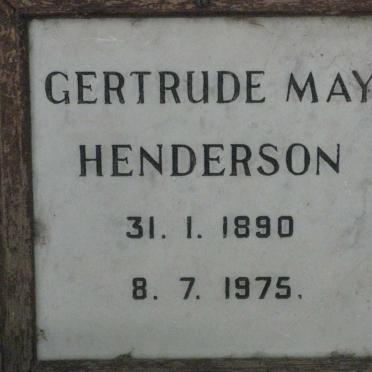 GERTRUDE MAY
HENDERSON
31. 1. 1890
8. 7. 1975.